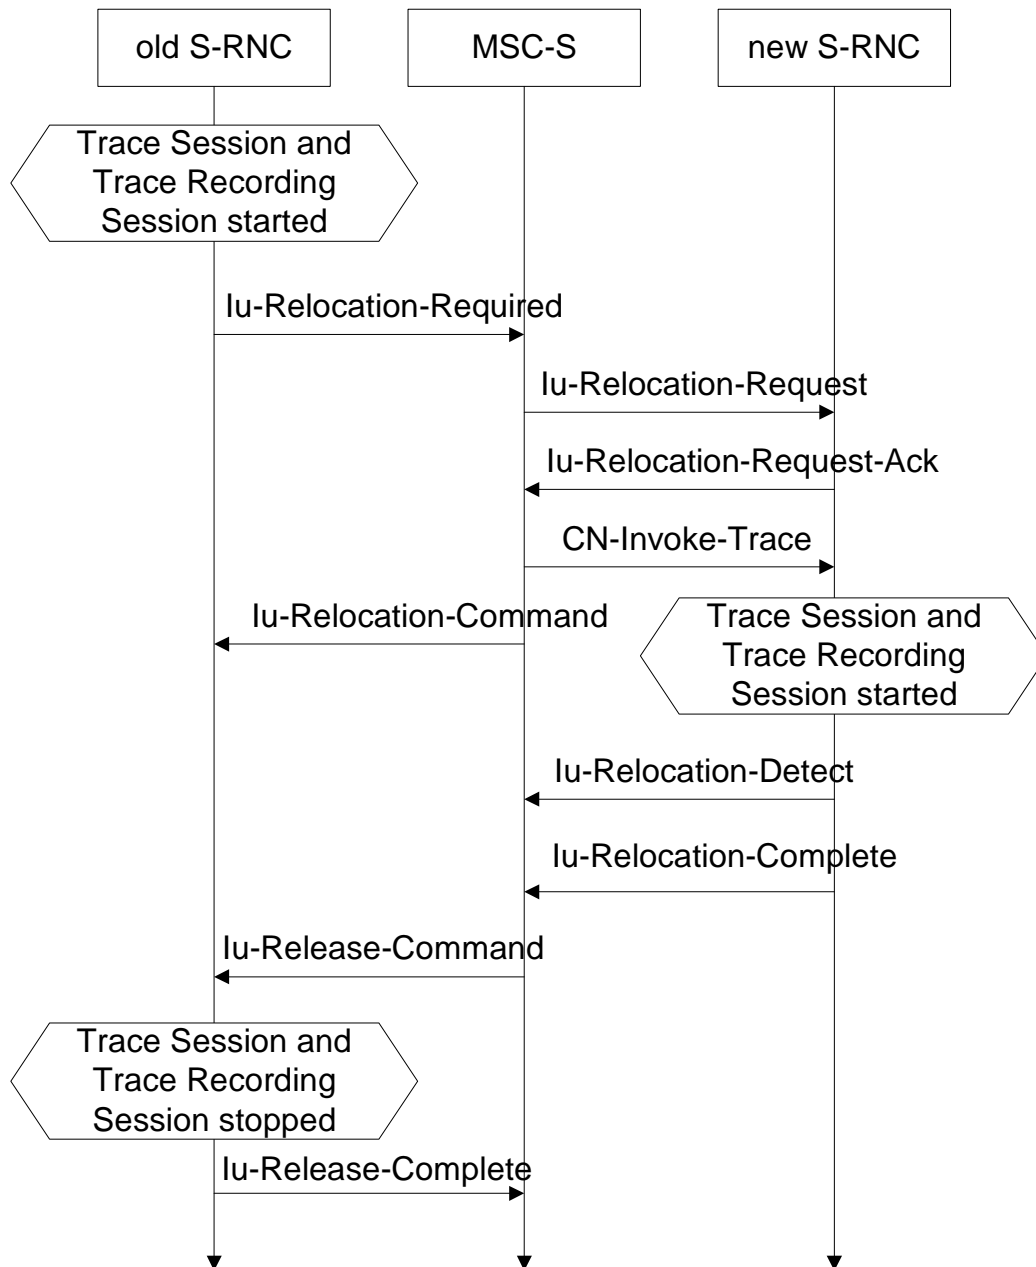 old S-RNC
MSC-S
new S-RNC
Trace Session and
Trace Recording
Session started
Iu-Relocation-Required
Iu-Relocation-Request
Iu-Relocation-Request-Ack
CN-Invoke-Trace
Iu-Relocation-Command
Trace Session and
Trace Recording
Session started
Iu-Relocation-Detect
Iu-Relocation-Complete
Iu-Release-Command
Trace Session and
Trace Recording
Session stopped
Iu-Release-Complete